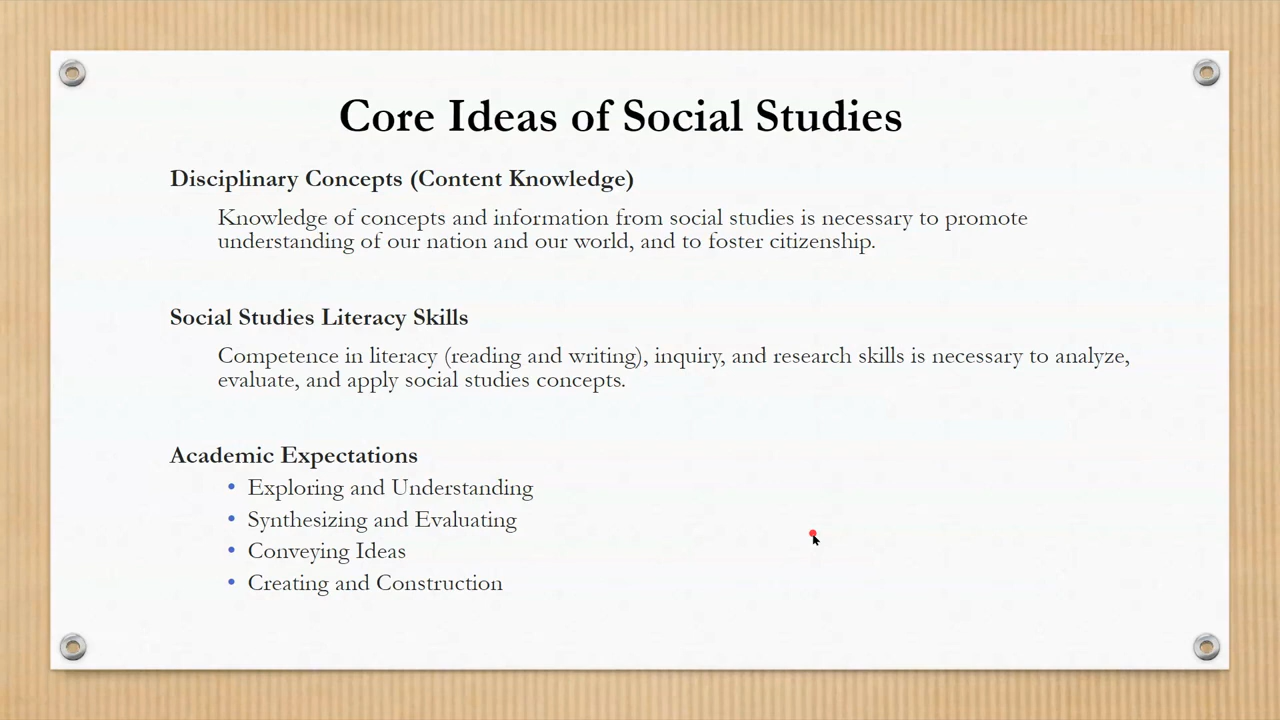 Core Ideas of Social Studies
Disciplinary Concepts (Content Knowledge)
Knowledge of concepts and information from social studies is necessary to promote
understanding of our nation and our world, and to foster citizenship.
Social Studies Literacy Skills
Competence in literacy (reading and writing), inquiry, and research skills is necessary to analyze,
evaluate, and apply social studies concepts.
Academic Expectations
• Exploring and Understanding
• Synthesizing and Evaluating
• Conveying Ideas
• Creating and Construction